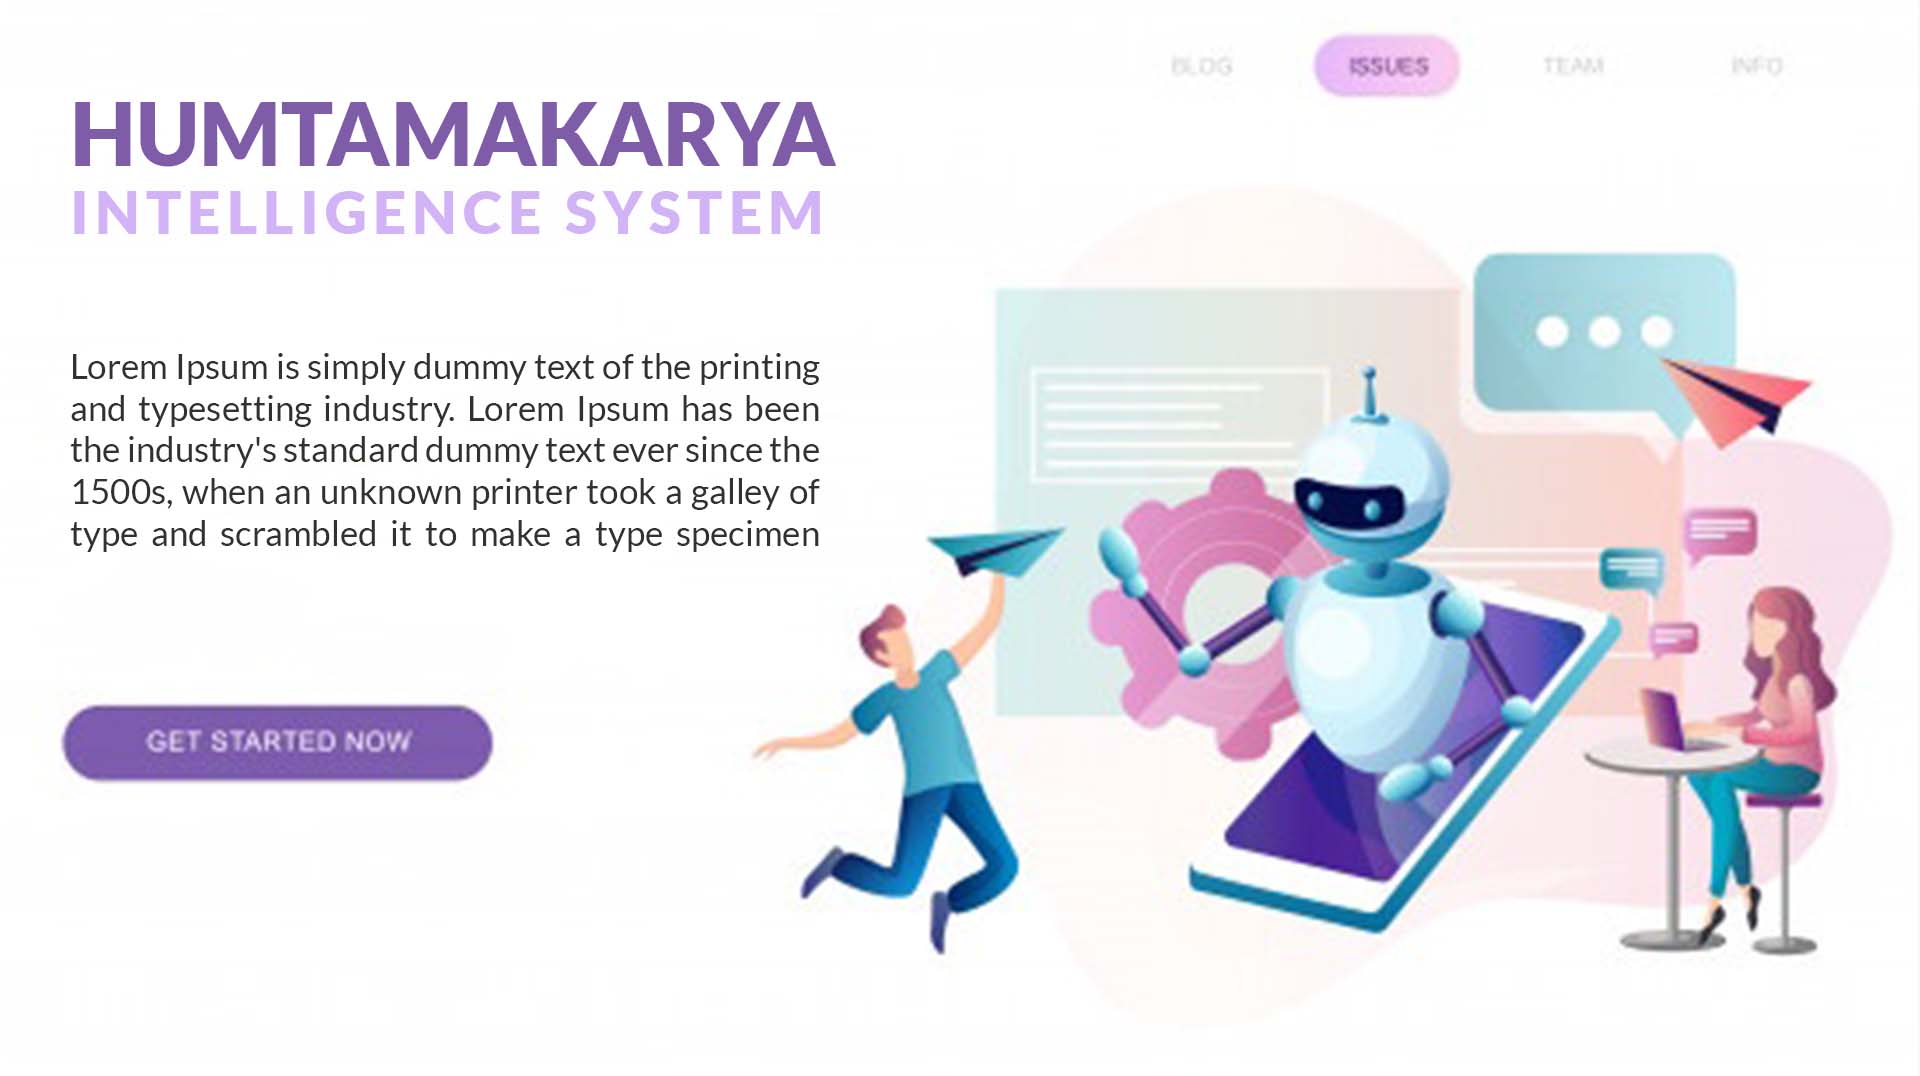 BLOG ISSUES TEAM INFO
HUMTAMAKARYA
INTELLIGENCE SYSTEM
Lorem Ipsum is simply dummy text of the printing
and typesetting industry. Lorem Ipsum has been
the industry's standard dummy text ever since the
1500s, when an unknown printer took a galley of
type and scrambled it to make a type specimen
GET STARTED NOW